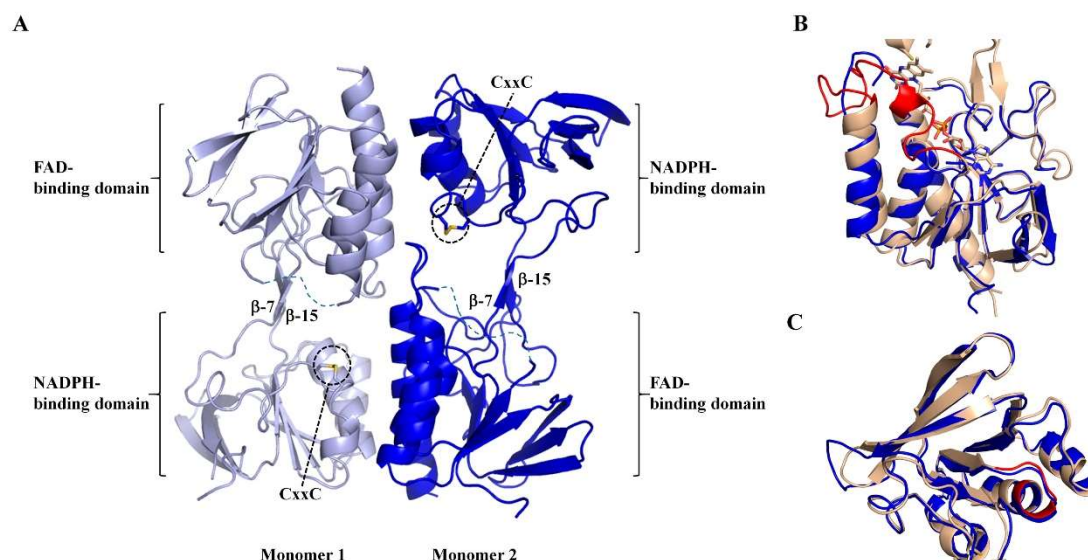 A
B
CxxC
FAD-
binding domain
NADPH-
binding domain
β-7
β-15
β-7
β-15
NADPH-
binding domain
FAD-
binding domain
C
CxxC
Monomer 1
Monomer 2